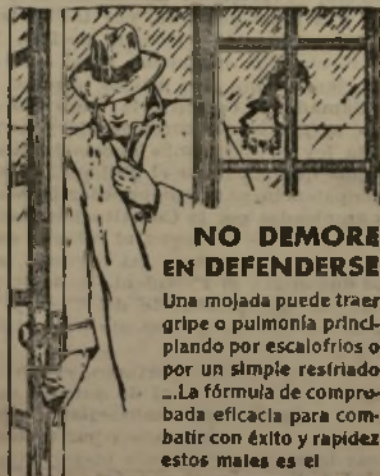 NO DEMORE
EN DEFENDERSE
Una mojada puede traer
gripe o pulmonía princi-
piando por escalofríos o
por un simple resfriado
...La fórmula de compro-
bada eficacia para com-
batir con éxito y rapidez
estos males es el